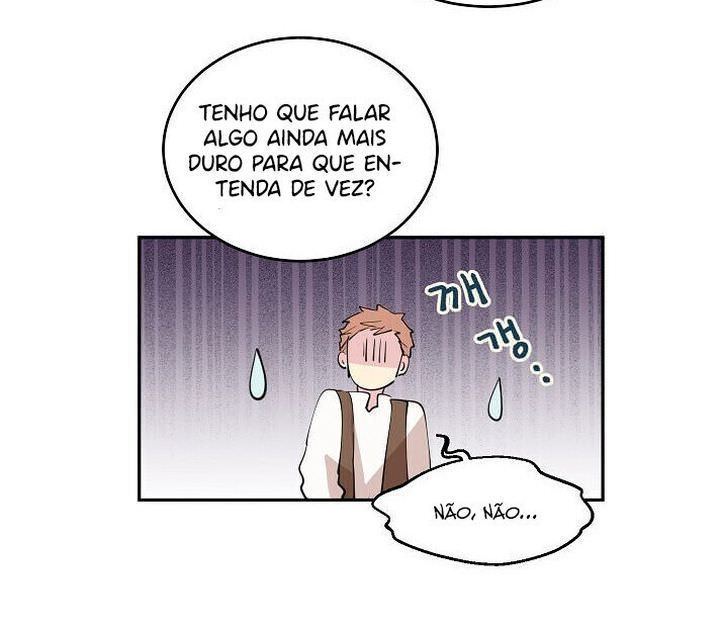 TENHO QUE FALAR
ALGO AINDA MAIS
DURO PARA QUE EN-
TENDA DE VEZ?
깨
갱..
NÃO, NÃO...